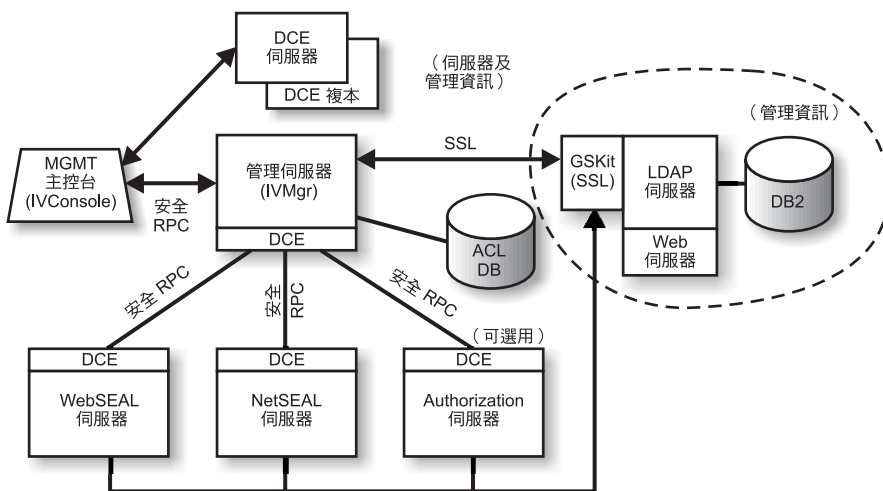 DCE
伺服器
DCE 複本
（伺服器及
管理資訊）
（管理資訊）
MGMT
主控台
(IVConsole)
安全
RPC
管理伺服器
(IVMgr)
DCE
SSL
GSKit
(SSL)
LDAP
伺服器
Web
伺服器
DB2
ACL
DB
安全 RPC
安全
RPC
安全 RPC
（可選用）
DCE
WebSEAL
伺服器
DCE
NetSEAL
伺服器
DCE
Authorization
伺服器